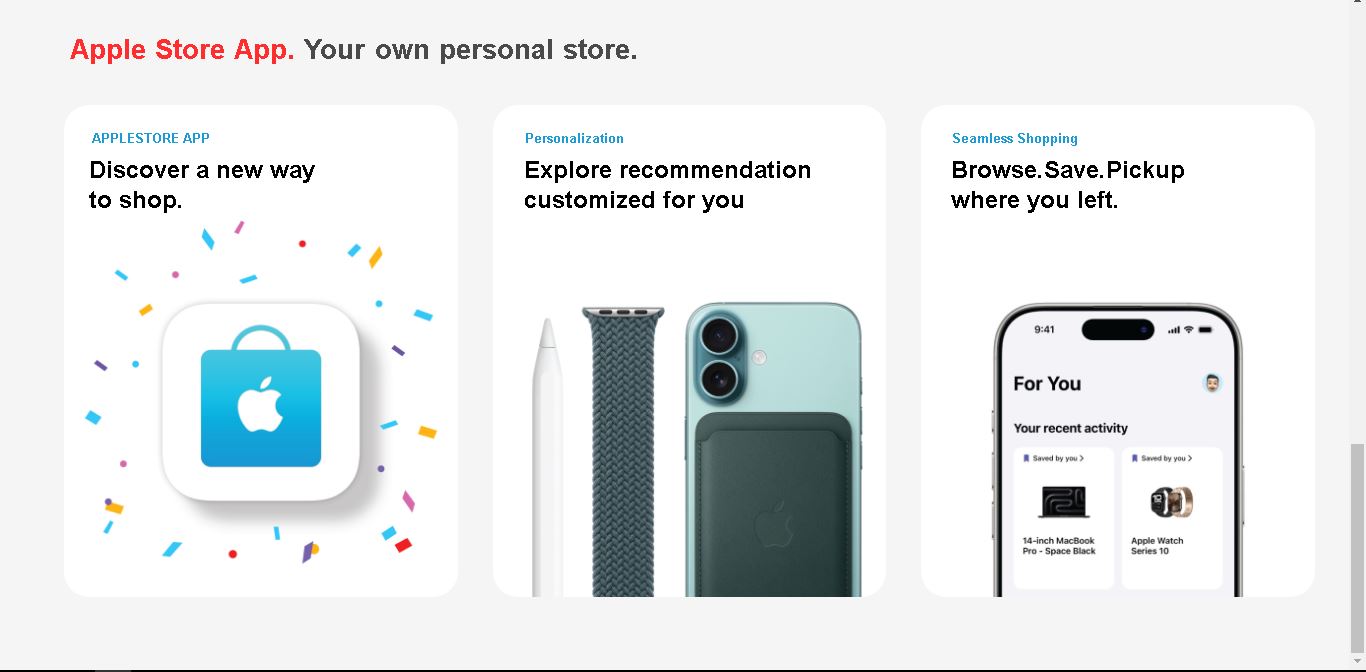 Apple Store App. Your own personal store.
APPLESTORE APP
Discover a new way
to shop.
Personalization
Explore recommendation
customized for you
Seamless Shopping
Browse.Save.Pickup
where you left.
9:41
For You
Your recent activity
Saved by you >
14-inch MacBook
Pro - Space Black
Saved by you >
Apple Watch
Series 10